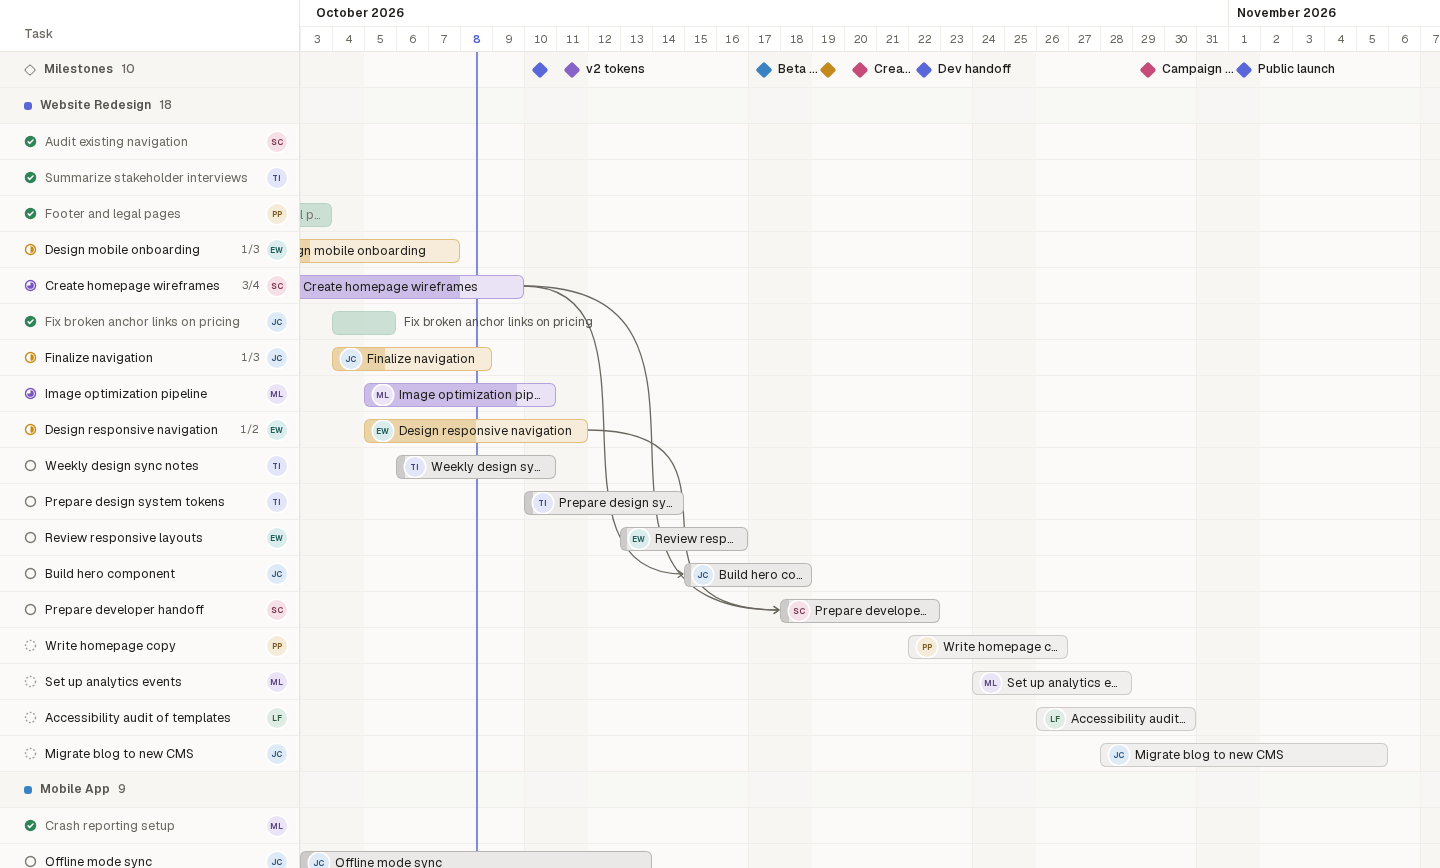 October 2026
November 2026
Task
3 4 5 6 7 8 9 10 11 12 13 14 15 16 17 18 19 20 21 22 23 24 25 26 27 28 29 30 31 1 2 3 4 5 6 7
Milestones 10
v2 tokens
Beta ...
Crea...
Dev handoff
Campaign ...
Public launch
Website Redesign 18
Audit existing navigation SC
Summarize stakeholder interviews TI
Footer and legal pages PP
l p...
Design mobile onboarding 1/3 EW
gn mobile onboarding
Create homepage wireframes 3/4 SC
Create homepage wireframes
Fix broken anchor links on pricing JC
Fix broken anchor links on pricing
Finalize navigation 1/3 JC
JC Finalize navigation
Image optimization pipeline ML
ML Image optimization pip...
Design responsive navigation 1/2 EW
EW Design responsive navigation
Weekly design sync notes TI
TI Weekly design sy...
Prepare design system tokens TI
TI Prepare design sy...
Review responsive layouts EW
EW Review resp...
Build hero component JC
JC Build hero co...
Prepare developer handoff SC
SC Prepare develope...
Write homepage copy PP
PP Write homepage c...
Set up analytics events ML
ML Set up analytics e...
Accessibility audit of templates LF
LF Accessibility audit...
Migrate blog to new CMS JC
JC Migrate blog to new CMS
Mobile App 9
Crash reporting setup ML
Offline mode sync JC
JC Offline mode sync